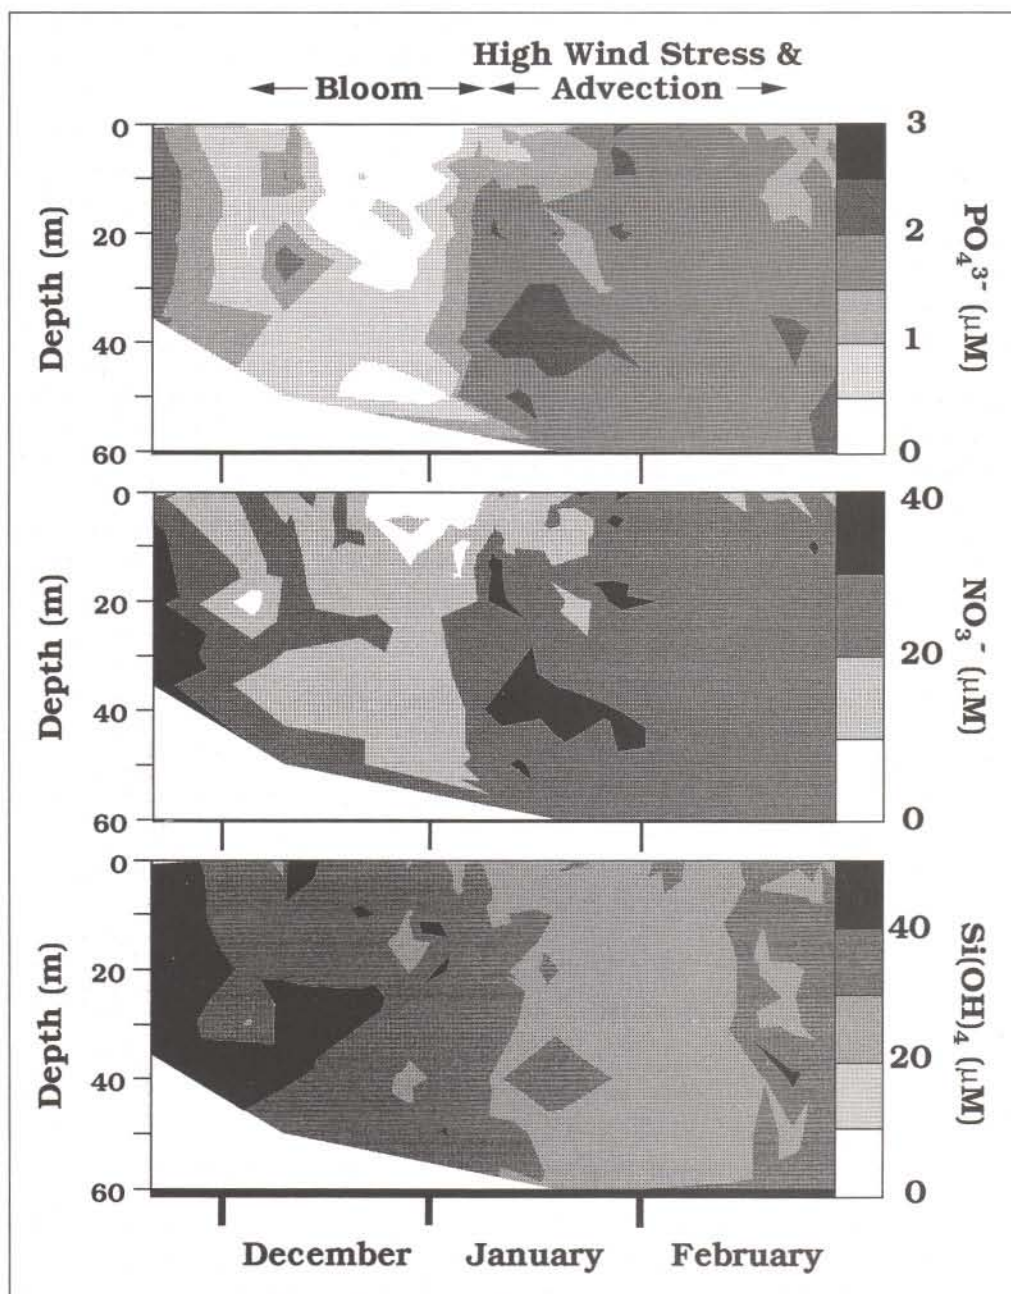 High Wind Stress &
Bloom
Advection
0
20
40
60
Depth (m)
3
2
1
0
PO₄³⁻ (µM)
0
20
40
60
Depth (m)
40
20
0
NO₃⁻ (µM)
0
20
40
60
Depth (m)
40
20
0
Si(OH)₄ (µM)
December January February